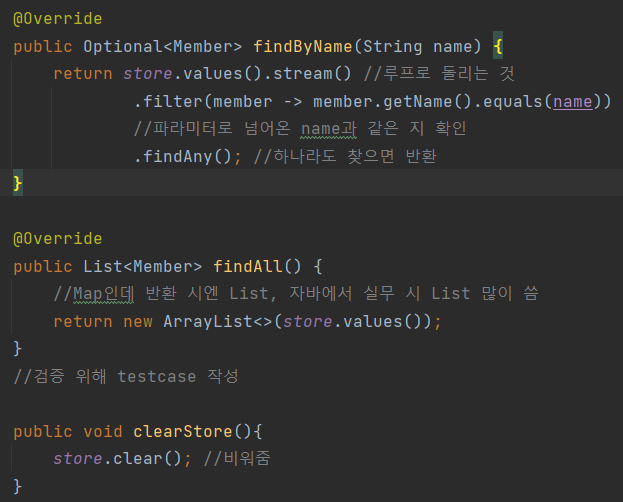 @Override
public Optional<Member> findByName(String name) {
    return store.values().stream() //루프로 돌리는 것
            .filter(member -> member.getName().equals(name))
            //파라미터로 넘어온 name과 같은 지 확인
            .findAny(); //하나라도 찾으면 반환
}
@Override
public List<Member> findAll() {
    //Map인데 반환 시엔 List, 자바에서 실무 시 List 많이 씀
    return new ArrayList<>(store.values());
}
//검증 위해 testcase 작성
public void clearStore(){
    store.clear(); //비워줌
}